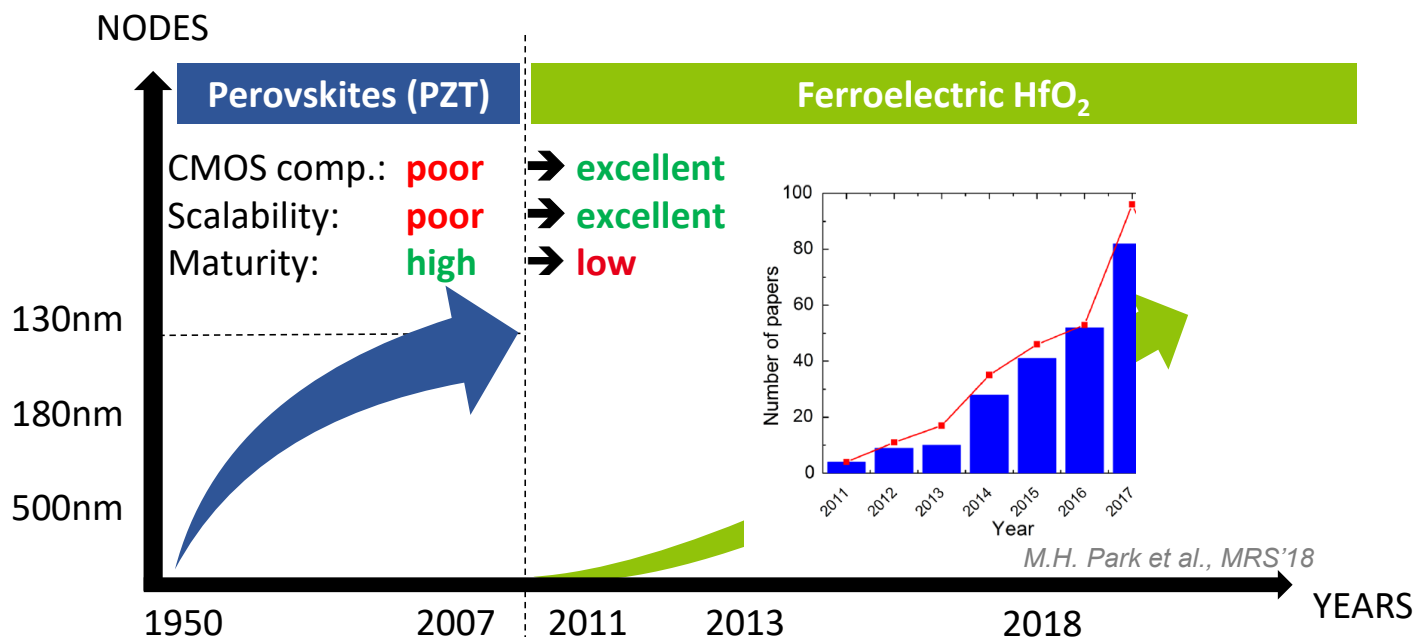 NODES
Perovskites (PZT)
Ferroelectric HfO₂
CMOS comp.: poor → excellent
Scalability: poor → excellent
Maturity: high → low
130nm
180nm
500nm
100
80
60
40
20
0
Number of papers
2011 2012 2013 2014 2015 2016 2017
Year
M.H. Park et al., MRS'18
YEARS
1950 2007 2011 2013 2018